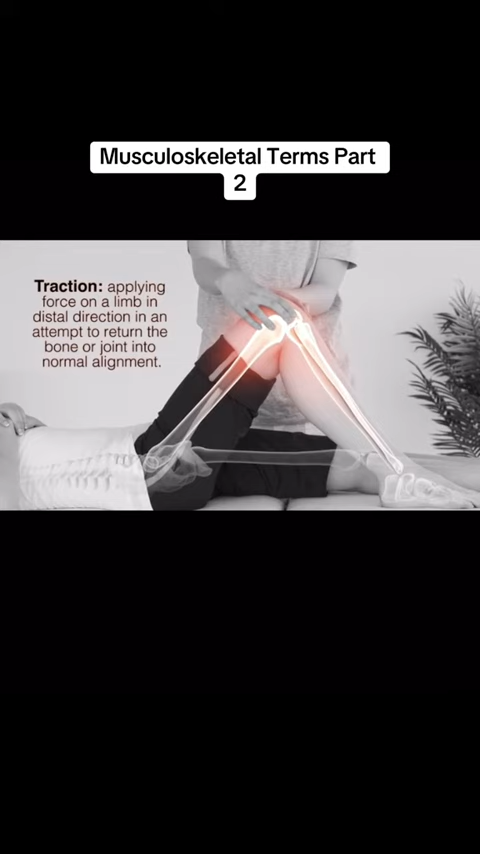 Musculoskeletal Terms Part
2
Traction: applying
force on a limb in
distal direction in an
attempt to return the
bone or joint into
normal alignment.